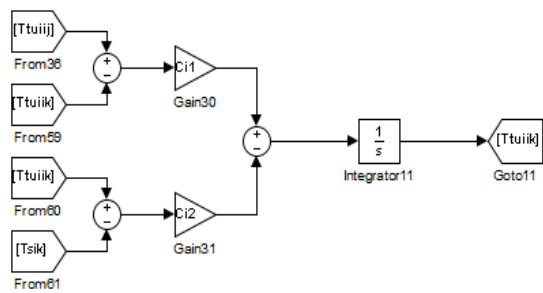 [Ttuiij]
From36
[Ttuiik]
From59
Ci1
Gain30
[Ttuiik]
From60
[Tsik]
From61
Ci2
Gain31
1
s
Integrator11
[Ttuiik]
Goto11